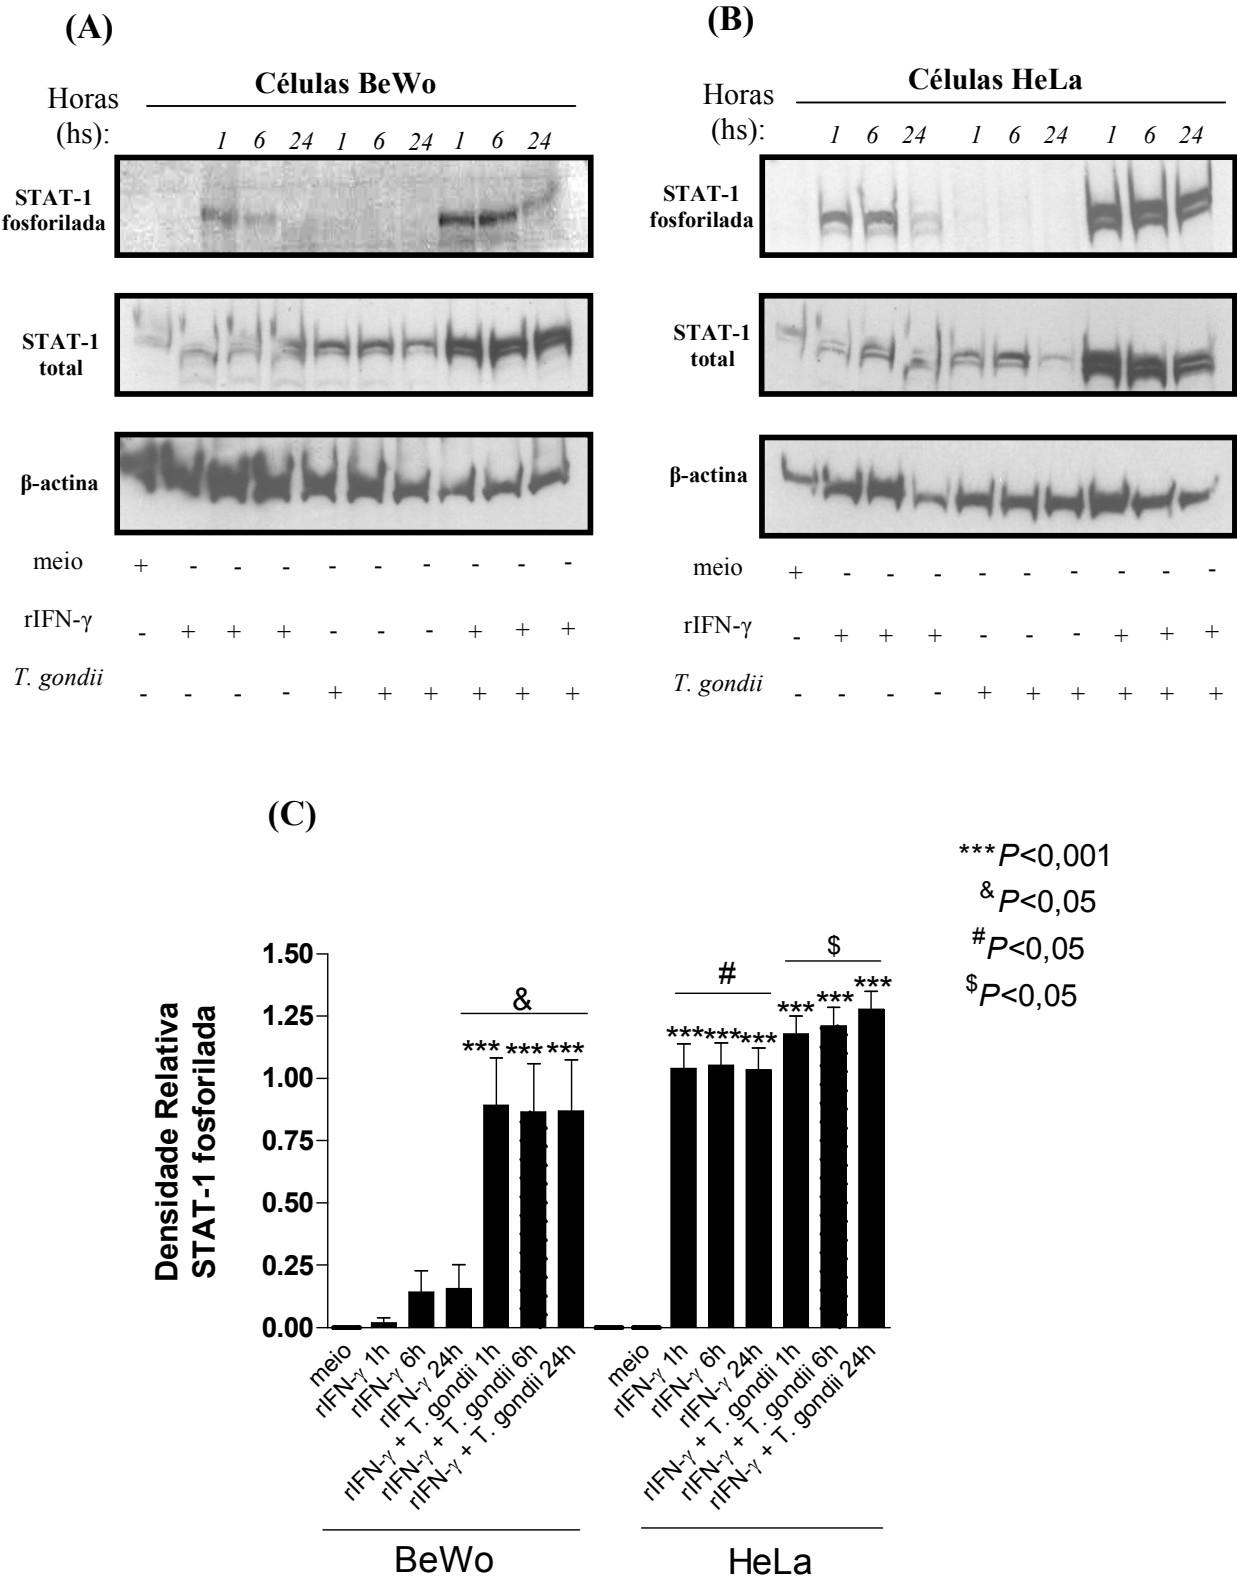 (A)
Células BeWo
Horas
(hs):
1 6 24 1 6 24 1 6 24
STAT-1
fosforilada
STAT-1
total
β-actina
meio + - - - - - - - - -
rIFN-γ - + + + - - - + + +
T. gondii - - - - + + + + + +
(B)
Células HeLa
Horas
(hs):
1 6 24 1 6 24 1 6 24
STAT-1
fosforilada
STAT-1
total
β-actina
meio + - - - - - - - - -
rIFN-γ - + + + - - - + + +
T. gondii - - - - + + + + + +
(C)
***P<0,001
&P<0,05
#P<0,05
$P<0,05
Densidade Relativa
STAT-1 fosforilada
1.50
1.25
1.00
0.75
0.50
0.25
0.00
&
*** *** ***
#
*** *** ***
$
*** *** ***
meio
rIFN-γ 1h
rIFN-γ 6h
rIFN-γ 24h
rIFN-γ + T. gondii 1h
rIFN-γ + T. gondii 6h
rIFN-γ + T. gondii 24h
meio
rIFN-γ 1h
rIFN-γ 6h
rIFN-γ 24h
rIFN-γ + T. gondii 1h
rIFN-γ + T. gondii 6h
rIFN-γ + T. gondii 24h
BeWo
HeLa